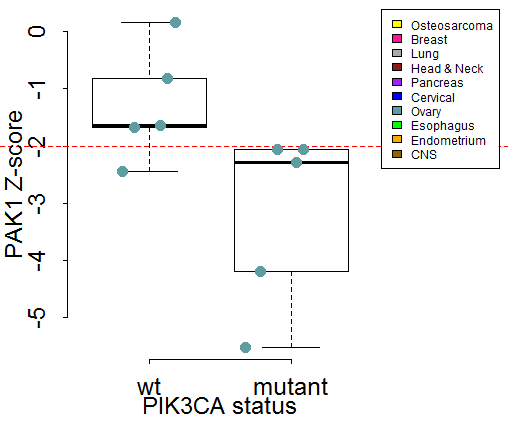 PAK1 Z-score
0
-1
-2
-3
-4
-5
wt
mutant
PIK3CA status
Osteosarcoma
Breast
Lung
Head & Neck
Pancreas
Cervical
Ovary
Esophagus
Endometrium
CNS